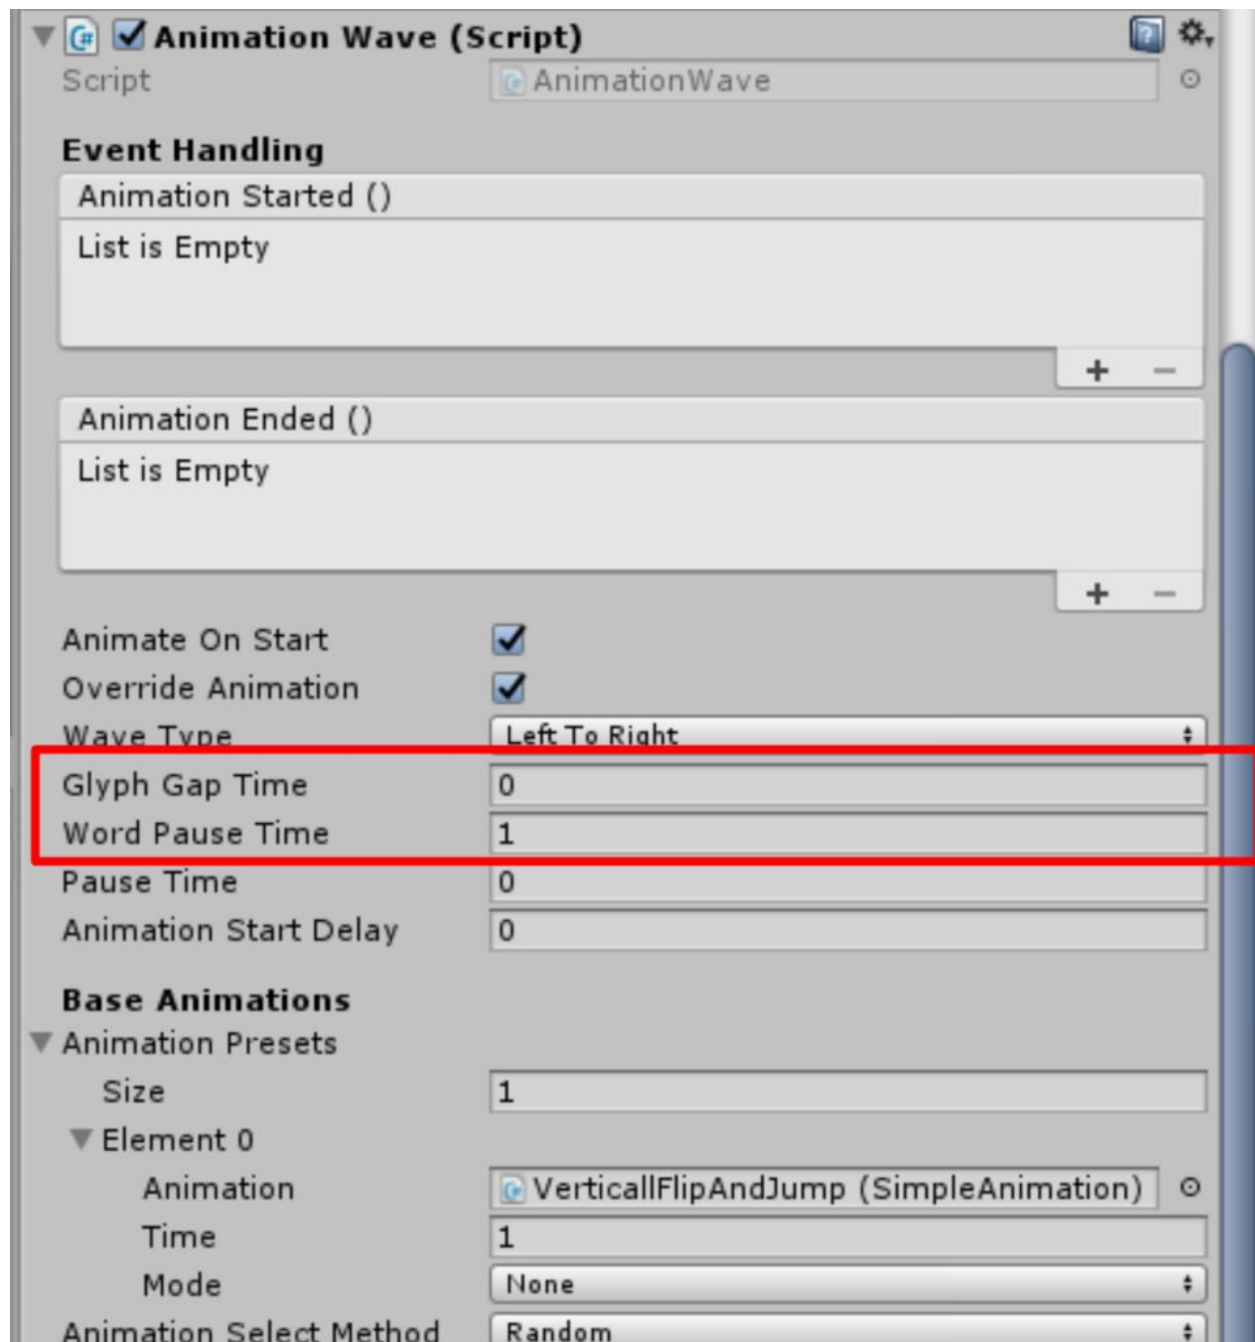 Animation Wave (Script)
Script AnimationWave
Event Handling
Animation Started ()
List is Empty
+ −
Animation Ended ()
List is Empty
+ −
Animate On Start
Override Animation
Wave Type Left To Right
Glyph Gap Time 0
Word Pause Time 1
Pause Time 0
Animation Start Delay 0
Base Animations
Animation Presets
Size 1
Element 0
Animation VerticallFlipAndJump (SimpleAnimation)
Time 1
Mode None
Animation Select Method Random